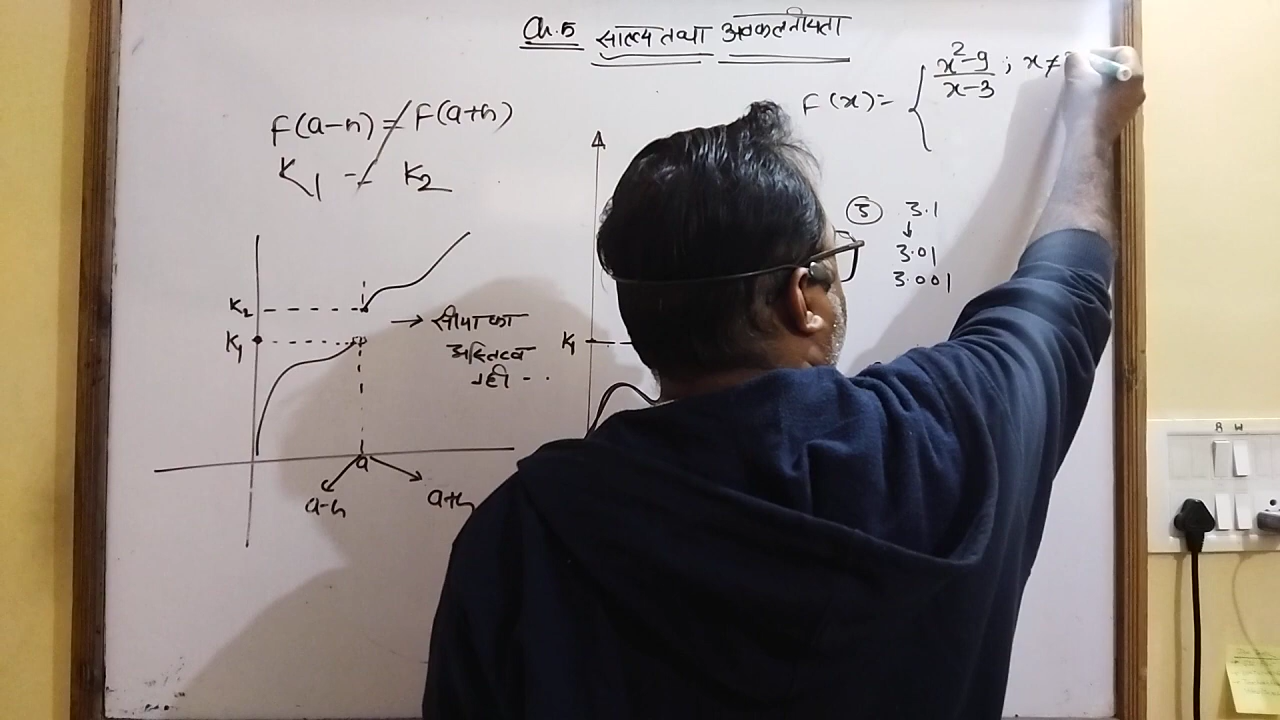 Ch.5 सातत्य तथा अवकलनीयता
F(a-h) ≠ F(a+h)
K₁ ≠ K₂
K₂
K₁
→ सीमा का
अस्तित्व
नहीं - ·
a
a-h a+h
K₁
F(x) = { x²-9 / x-3 ; x ≠
3 3.1
↓
3.01
3.001
R W